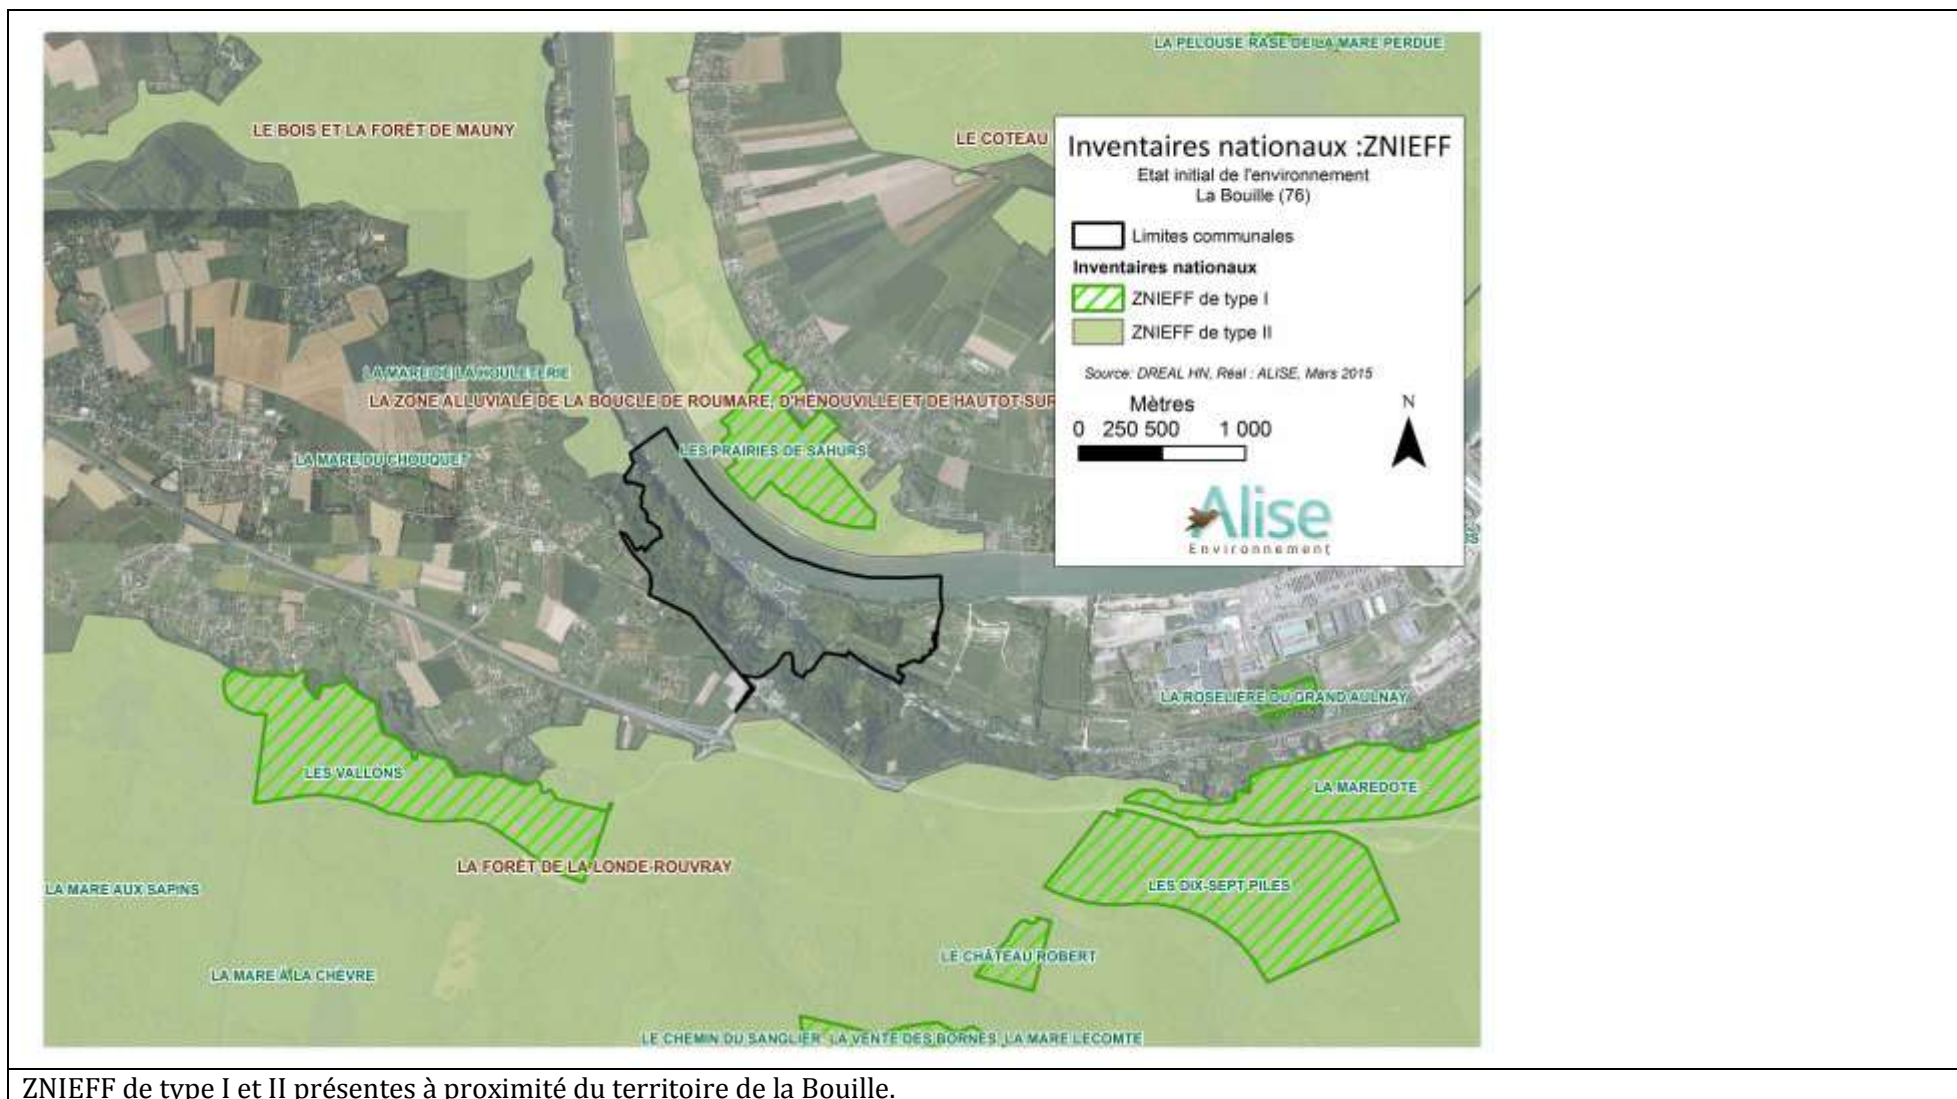 LA PELOUSE RASE DE LA MARE PERDUE
LE BOIS ET LA FORÊT DE MAUNY
LE COTEAU
Inventaires nationaux :ZNIEFF
Etat initial de l'environnement
La Bouille (76)
Limites communales
Inventaires nationaux
ZNIEFF de type I
ZNIEFF de type II
Source: DREAL HN, Réal : ALISE, Mars 2015
Mètres
0 250 500 1 000
N
Alise
Environnement
LA MARE DE LA HOULETERIE
LA ZONE ALLUVIALE DE LA BOUCLE DE ROUMARE, D'HÉNOUVILLE ET DE HAUTOT-SUR
LES PRAIRIES DE SAHURS
LA MARE DU CHOUQUET
LA ROSELIÈRE DU GRAND AULNAY
LES VALLONS
LA MAREDOTE
LA FORÊT DE LA LONDE-ROUVRAY
LA MARE AUX SAPINS
LES DIX-SEPT PILES
LE CHÂTEAU ROBERT
LA MARE À LA CHÈVRE
LE CHEMIN DU SANGLIER, LA VENTE DES BORNES, LA MARE LECOMTE
ZNIEFF de type I et II présentes à proximité du territoire de la Bouille.